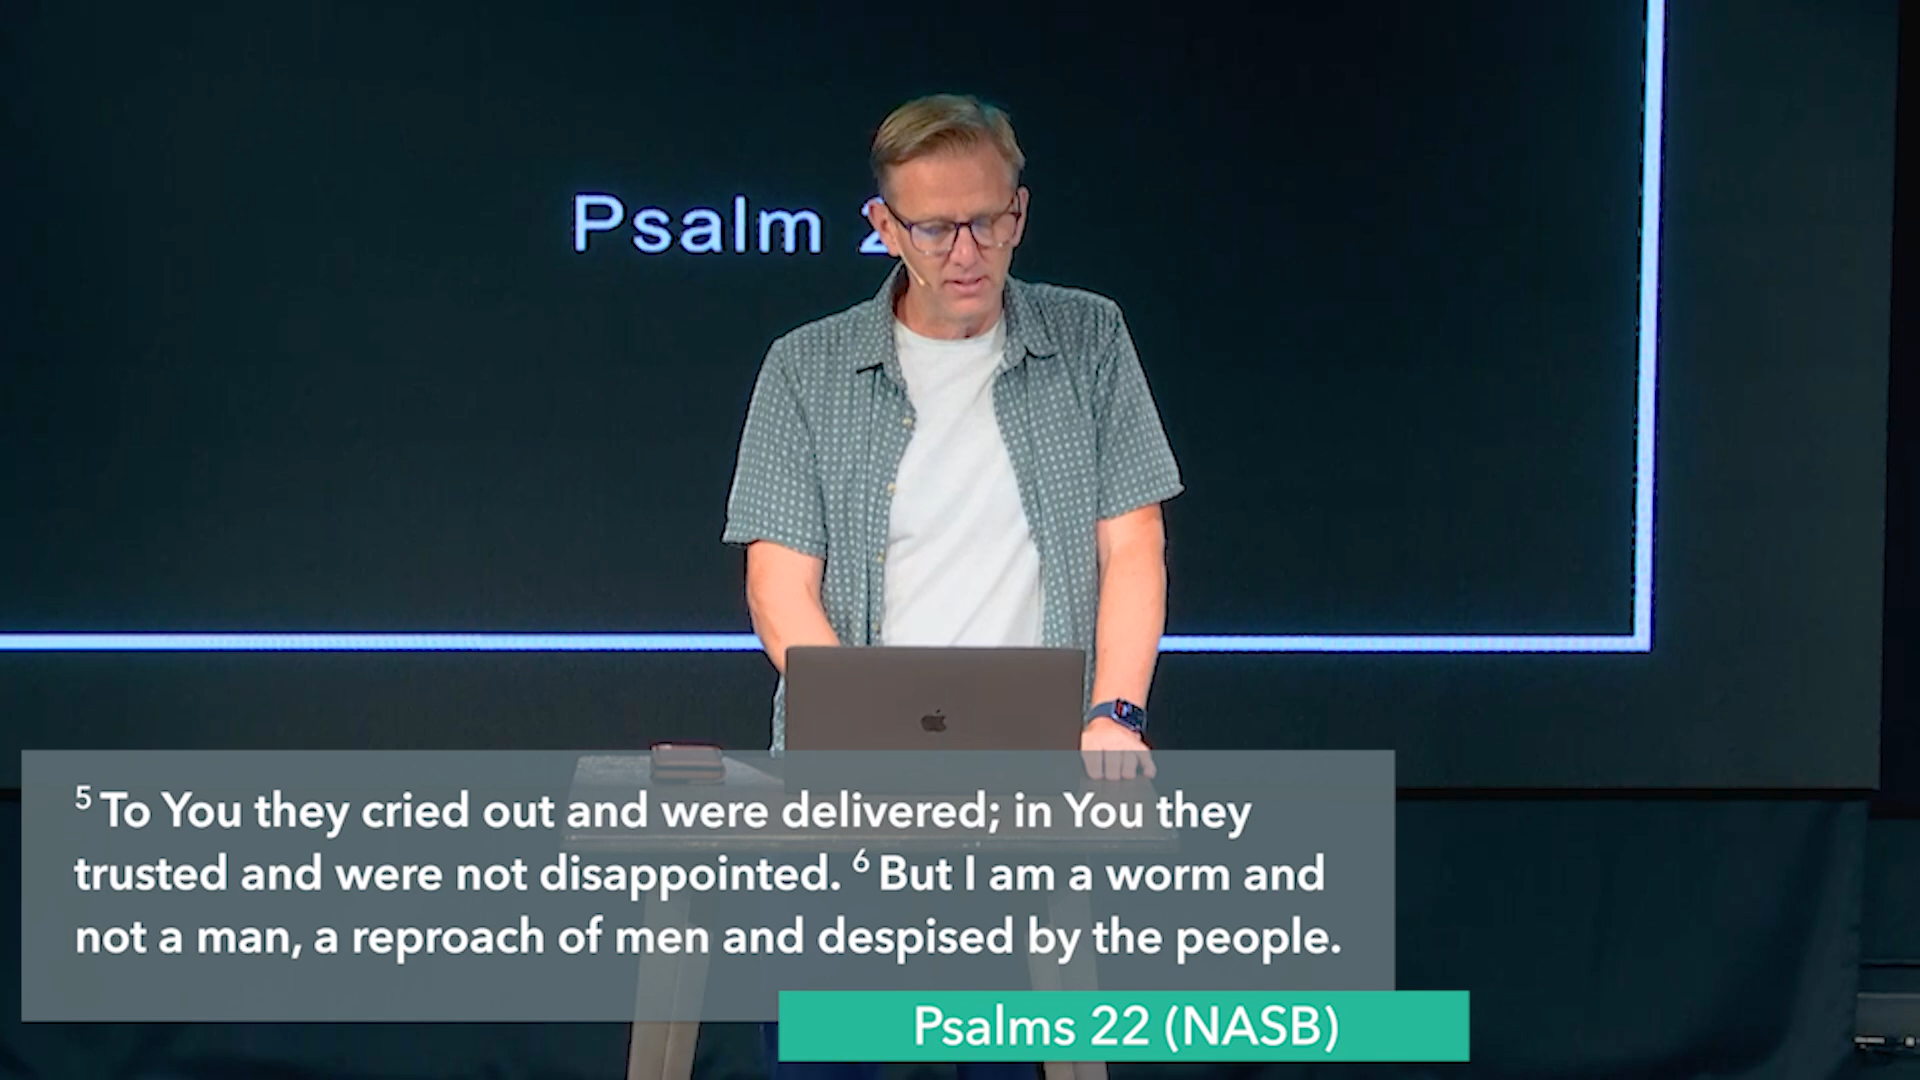 Psalm 2
⁵ To You they cried out and were delivered; in You they
trusted and were not disappointed. ⁶ But I am a worm and
not a man, a reproach of men and despised by the people.
Psalms 22 (NASB)